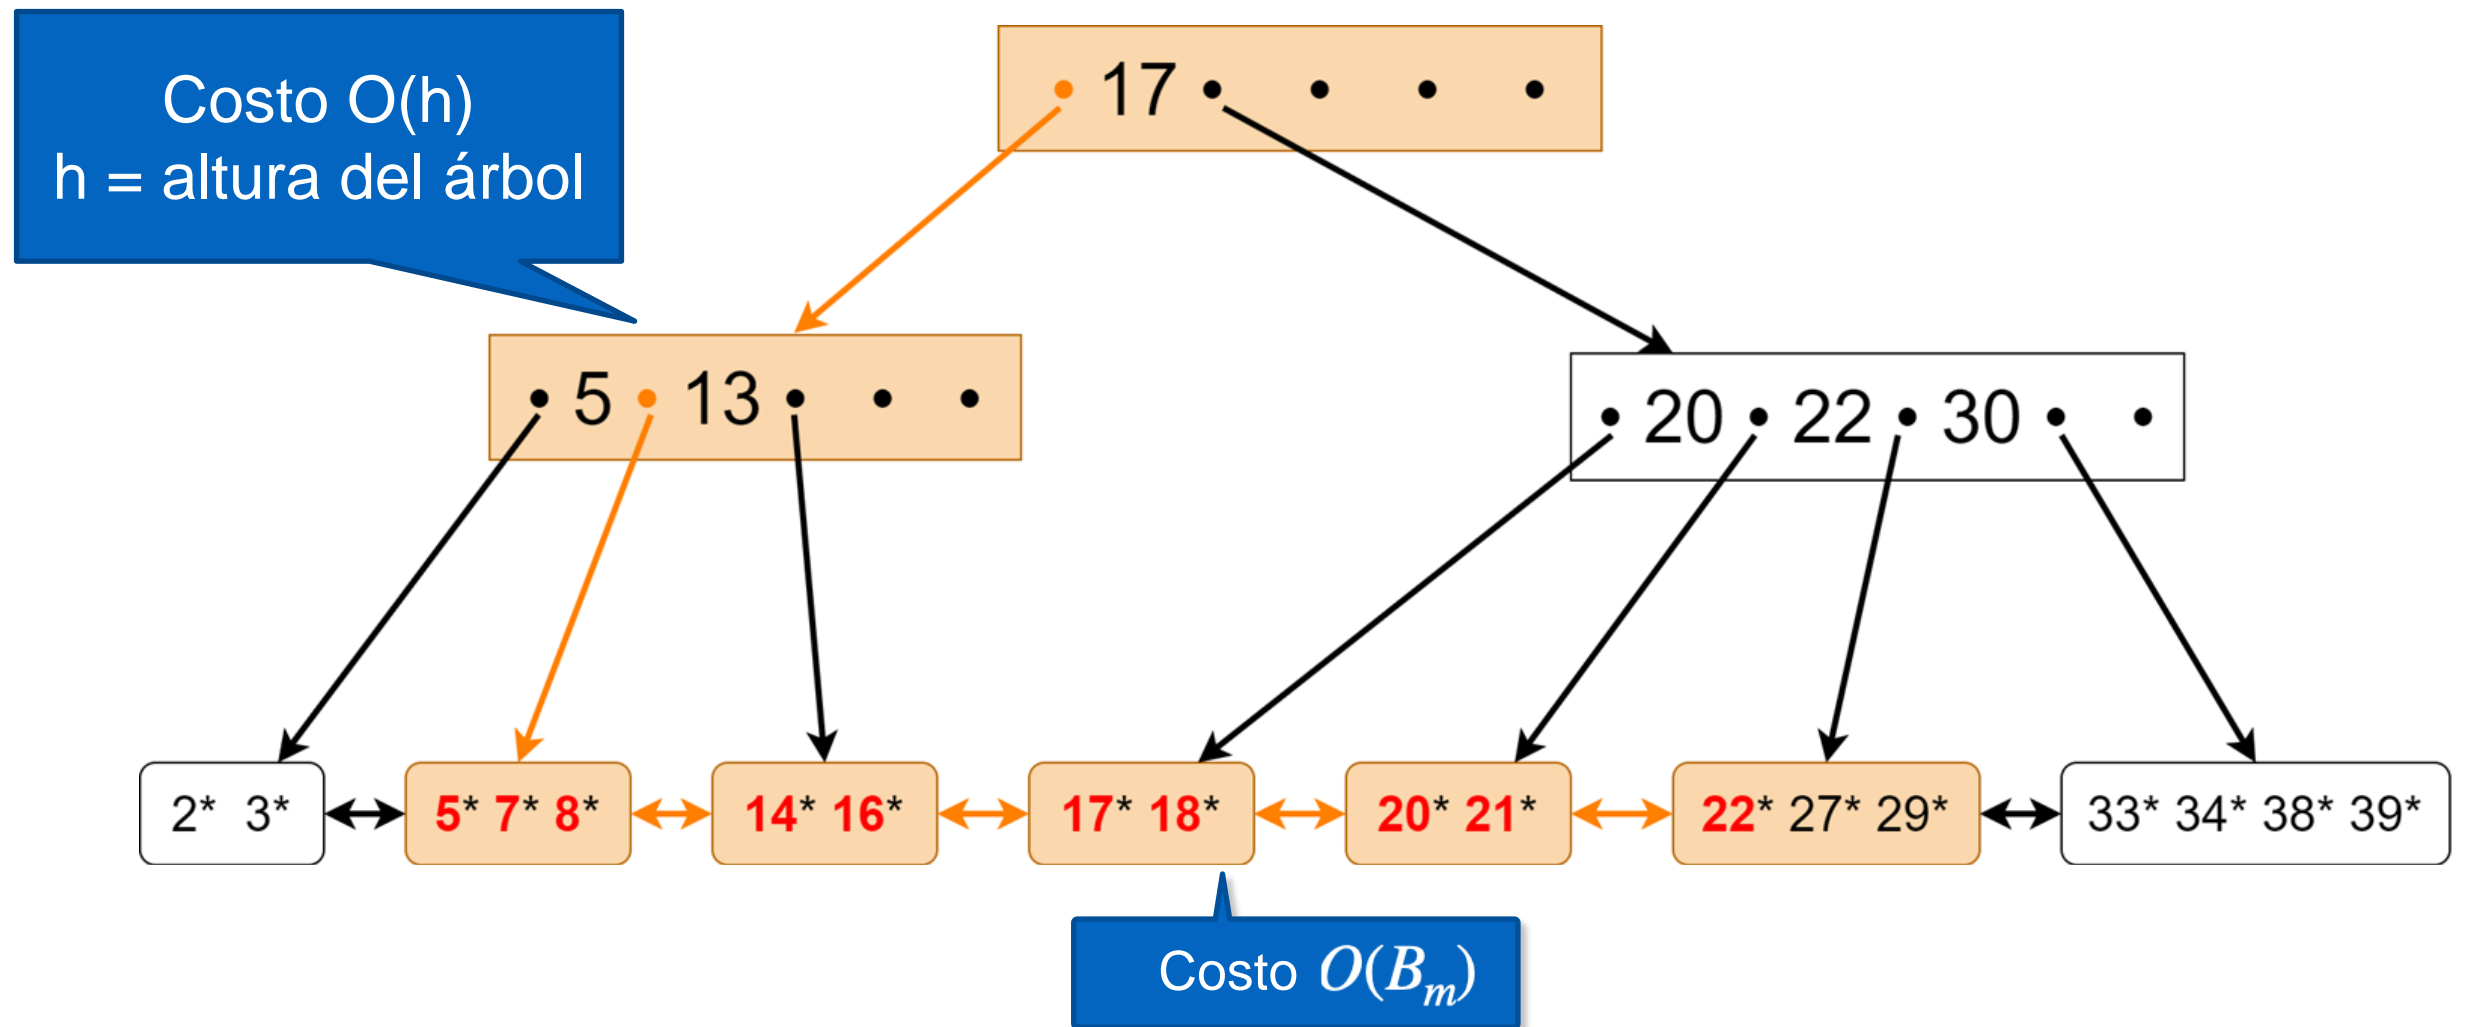 Costo O(h)
h = altura del árbol
• 17 • • • •
• 5 • 13 • • •
• 20 • 22 • 30 • •
2* 3*
5* 7* 8*
14* 16*
17* 18*
20* 21*
22* 27* 29*
33* 34* 38* 39*
Costo O(Bₘ)